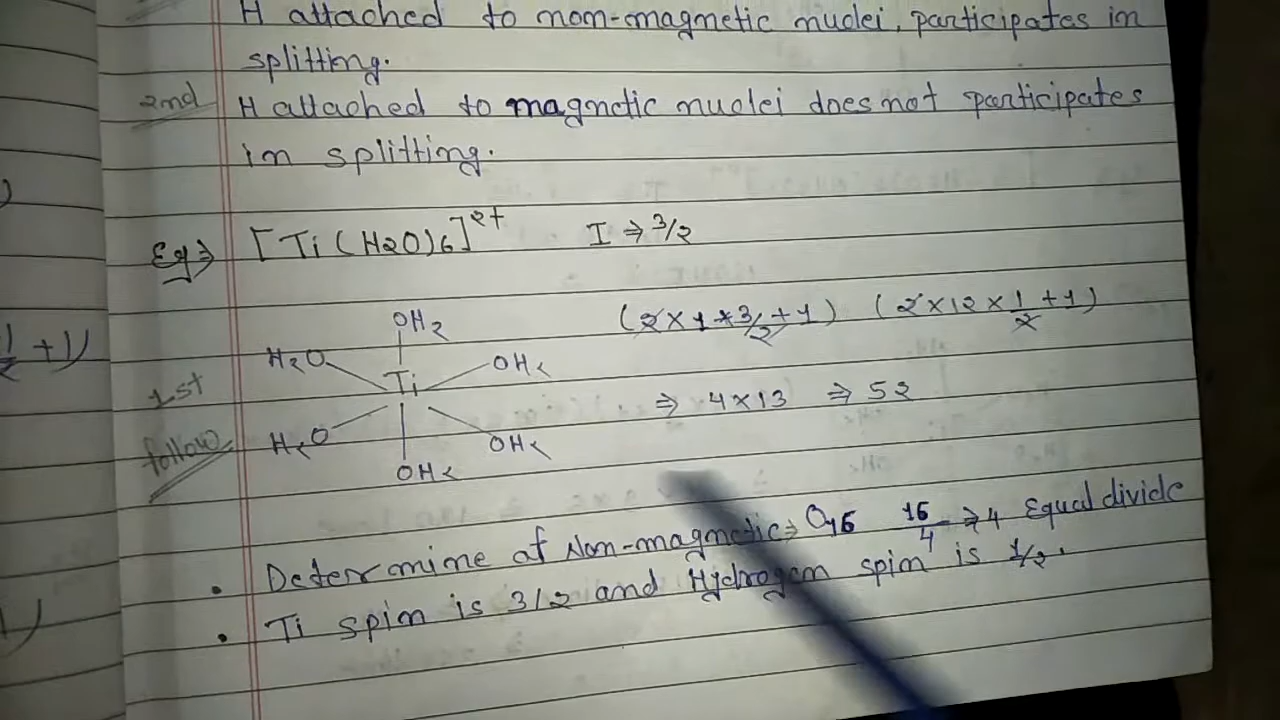 H attached to non-magnetic nuclei, participates in
splitting.
2nd H attached to magnetic nuclei does not participates
in splitting.
Eg⇒ [Ti(H2O)6]2+ I ⇒ 3/2
(2×1×3/2+1) (2×12×1/2+1)
OH2
H2O OH2
Ti
1st ⇒ 4×13 ⇒ 52
follow H2O OH2
OH2
• Determine of Non-magnetic⇒ O16 16/4 ⇒ 4 Equal divide
• Ti spin is 3/2 and Hydrogen spin is 1/2.
+1)
)